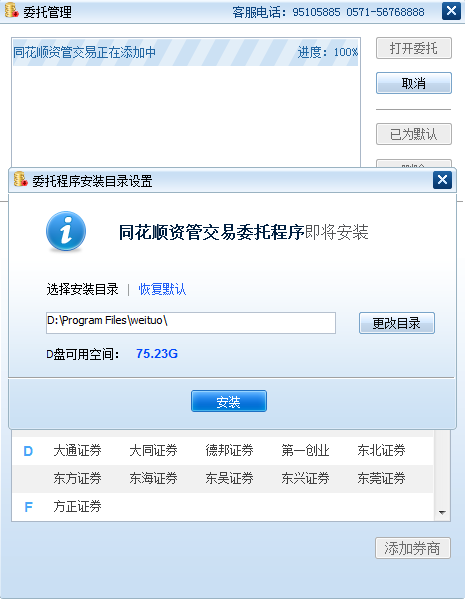 委托管理
客服电话：95105885 0571-56768888
同花顺资管交易正在添加中 进度：100%
打开委托
取消
已为默认
委托程序安装目录设置
同花顺资管交易委托程序即将安装
选择安装目录 | 恢复默认
D:\Program Files\weituo\
更改目录
D盘可用空间： 75.23G
安装
D 大通证券 大同证券 德邦证券 第一创业 东北证券
东方证券 东海证券 东吴证券 东兴证券 东莞证券
F 方正证券
添加券商